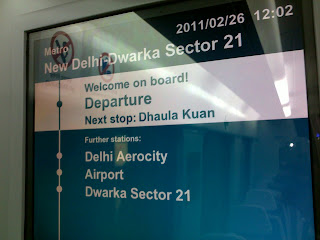 2011/02/26 12:02
Metro
New Delhi-Dwarka Sector 21
Welcome on board!
Departure
Next stop: Dhaula Kuan
Further stations:
Delhi Aerocity
Airport
Dwarka Sector 21